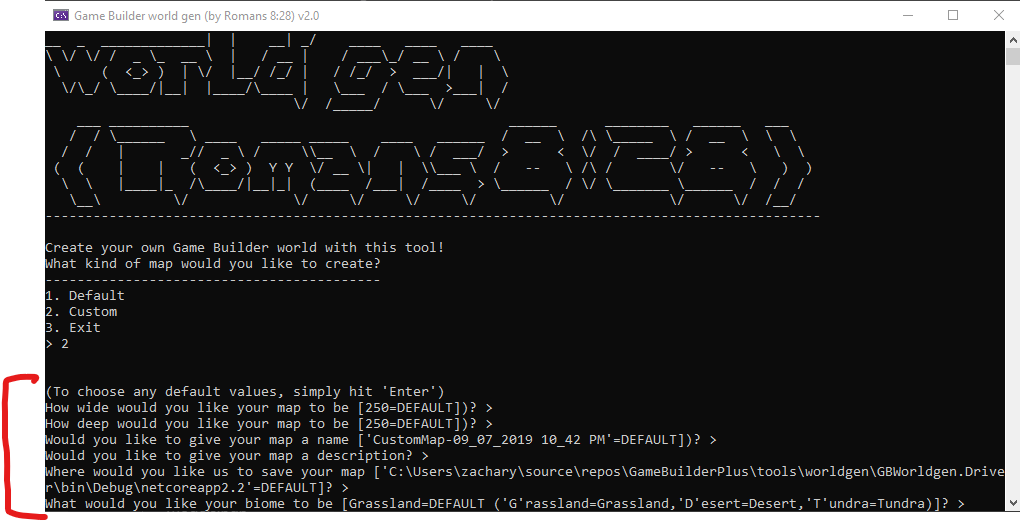 Game Builder world gen (by Romans 8:28) v2.0
world gen
(Romans 8:28)
Create your own Game Builder world with this tool!
What kind of map would you like to create?
1. Default
2. Custom
3. Exit
> 2
(To choose any default values, simply hit 'Enter')
How wide would you like your map to be [250=DEFAULT])? >
How deep would you like your map to be [250=DEFAULT])? >
Would you like to give your map a name ['CustomMap-09_07_2019 10_42 PM'=DEFAULT])? >
Would you like to give your map a description? >
Where would you like us to save your map ['C:\Users\zachary\source\repos\GameBuilderPlus\tools\worldgen\GBWorldgen.Drive
r\bin\Debug\netcoreapp2.2'=DEFAULT]? >
What would you like your biome to be [Grassland=DEFAULT ('G'rassland=Grassland,'D'esert=Desert,'T'undra=Tundra)]? >